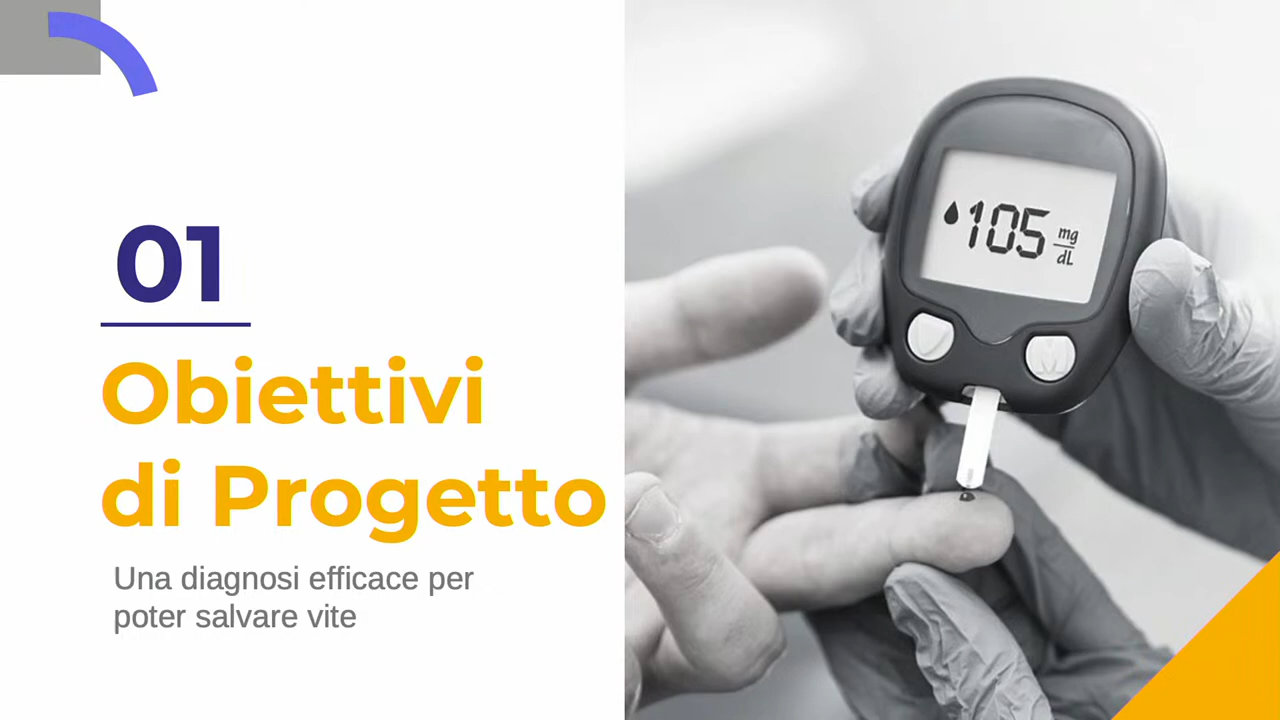 01
Obiettivi
di Progetto
Una diagnosi efficace per
poter salvare vite
105 mg/dL
M